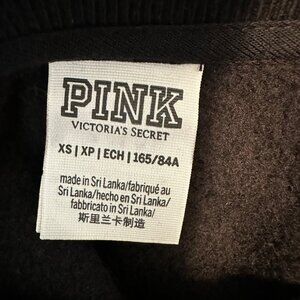 PINK
VICTORIA'S SECRET
XS | XP | ECH | 165/84A
made in Sri Lanka/fabriqué au
Sri Lanka/hecho en Sri Lanka/
fabbricato in Sri Lanka/
斯里兰卡制造